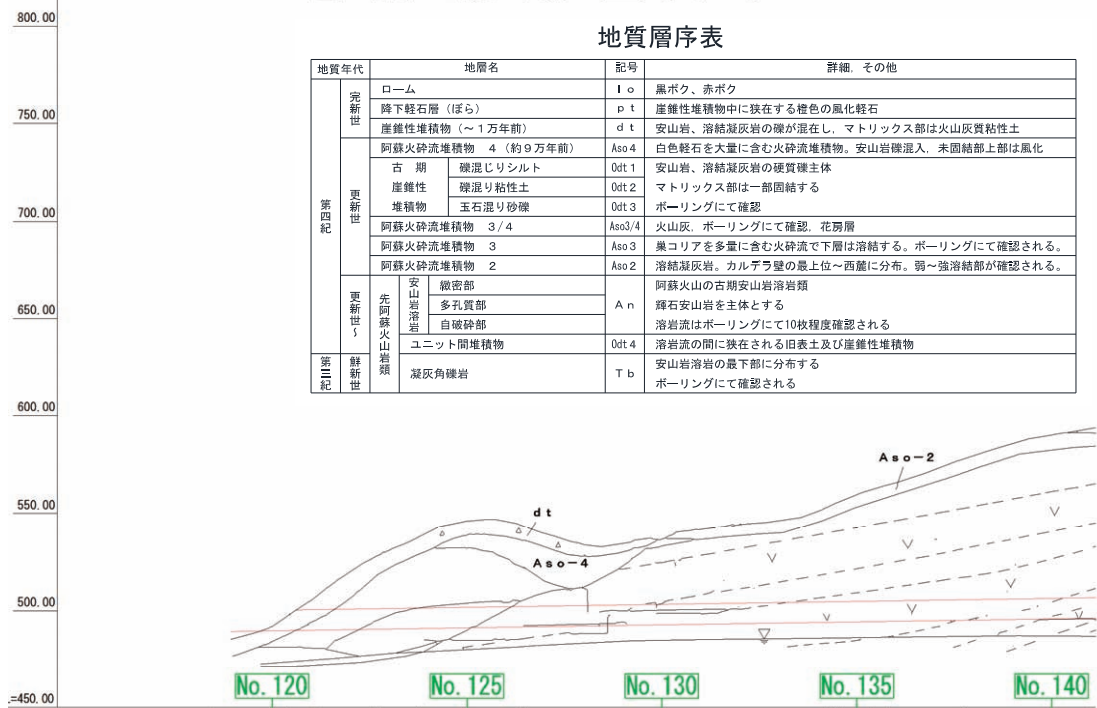 800.00
地質層序表
地質年代 地層名 記号 詳細,その他
第四紀 完新世 ローム lo 黒ボク、赤ボク
降下軽石層（ぼら） pt 崖錐性堆積物中に狭在する橙色の風化軽石
崖錐性堆積物（～1万年前） dt 安山岩、溶結凝灰岩の礫が混在し，マトリックス部は火山灰質粘性土
更新世 阿蘇火砕流堆積物 4（約9万年前） Aso4 白色軽石を大量に含む火砕流堆積物。安山岩礫混入，未固結部上部は風化
古期崖錐性堆積物 礫混じりシルト Odt1 安山岩、溶結凝灰岩の硬質礫主体
礫混り粘性土 Odt2 マトリックス部は一部固結する
玉石混り砂礫 Odt3 ボーリングにて確認
阿蘇火砕流堆積物 3/4 Aso3/4 火山灰，ボーリングにて確認，花房層
阿蘇火砕流堆積物 3 Aso3 巣コリアを多量に含む火砕流で下層は溶結する。ボーリングにて確認される。
阿蘇火砕流堆積物 2 Aso2 溶結凝灰岩。カルデラ壁の最上位～西麓に分布。弱～強溶結部が確認される。
更新世～ 先阿蘇火山岩類 安山岩溶岩 緻密部 An 阿蘇火山の古期安山岩溶岩類
多孔質部 輝石安山岩を主体とする
自破砕部 溶岩流はボーリングにて10枚程度確認される
ユニット間堆積物 Odt4 溶岩流の間に狭在される旧表土及び崖錐性堆積物
第三紀 鮮新世 凝灰角礫岩 Tb 安山岩溶岩の最下部に分布する
ボーリングにて確認される
750.00
700.00
650.00
600.00
550.00
500.00
=450.00
Aso-2
dt
Aso-4
No.120
No.125
No.130
No.135
No.140